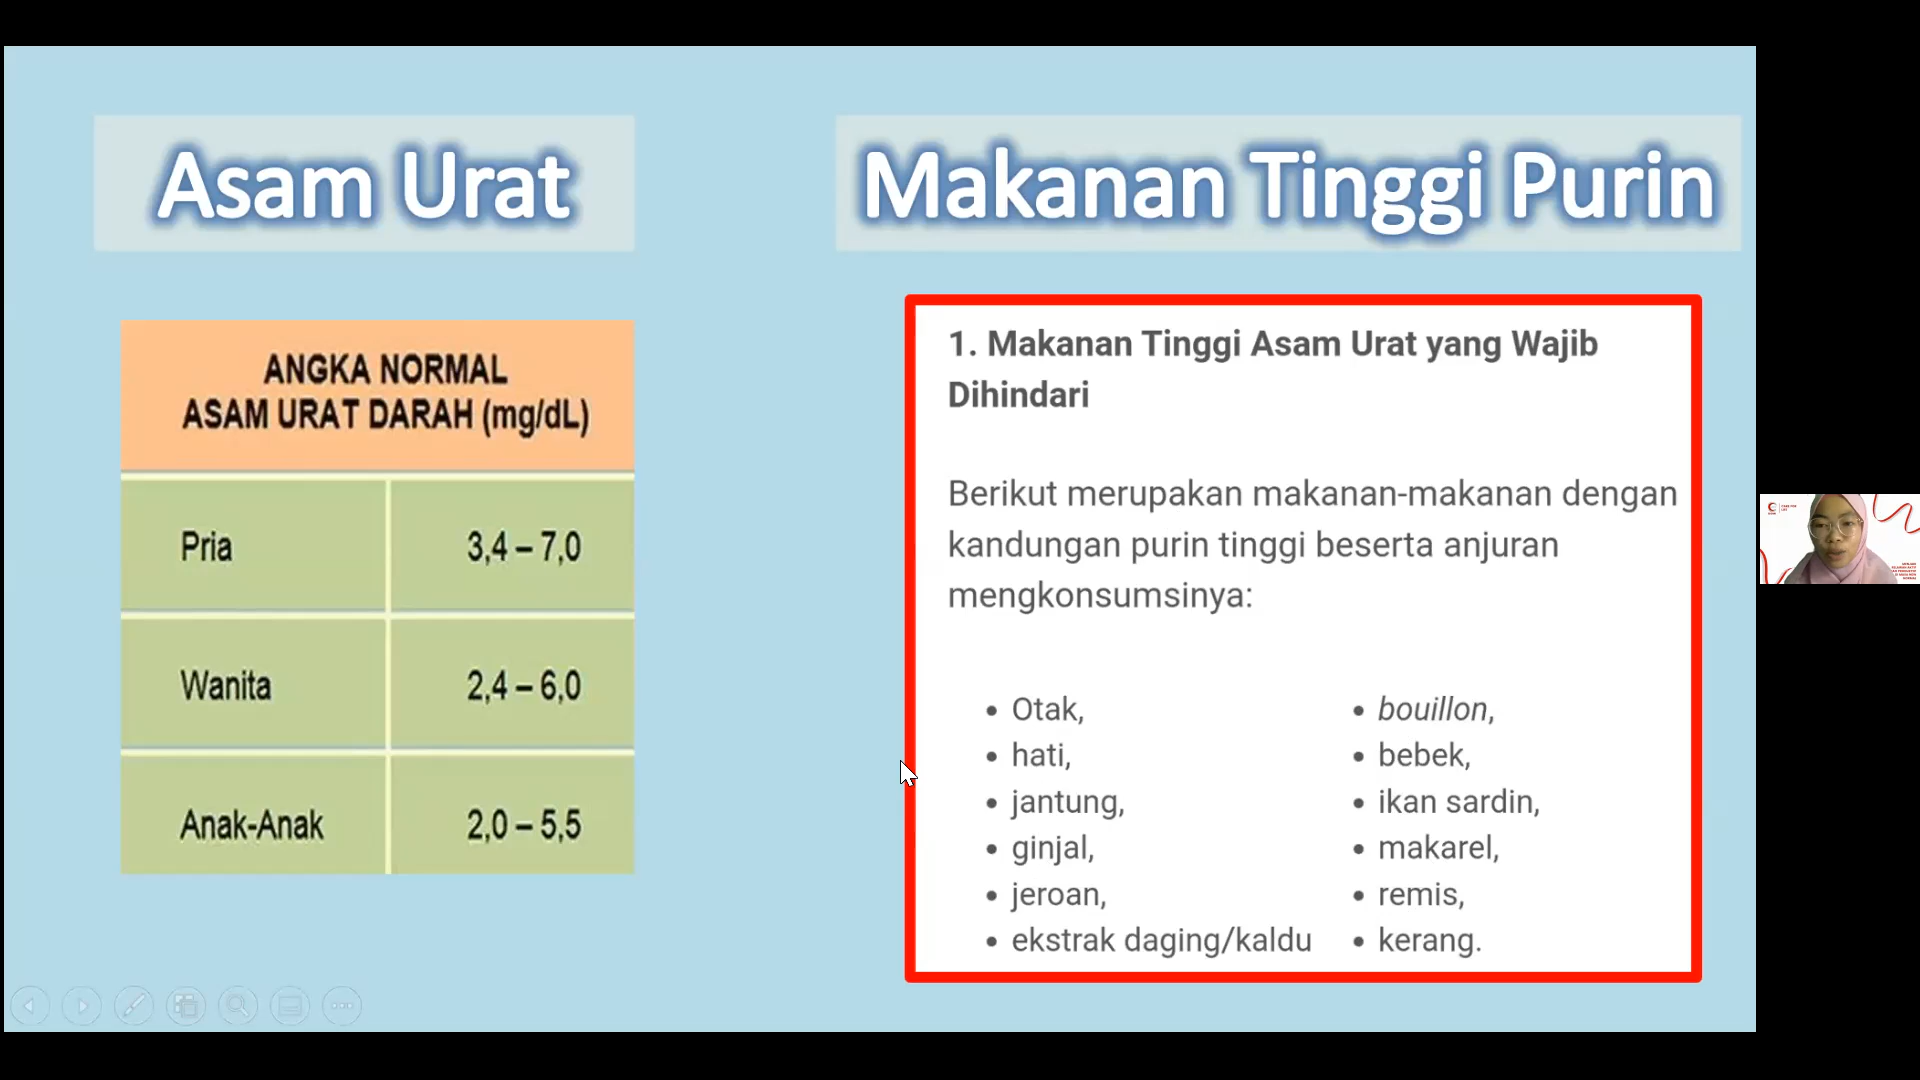 Asam Urat
Makanan Tinggi Purin
ANGKA NORMAL
ASAM URAT DARAH (mg/dL)
Pria 3,4 – 7,0
Wanita 2,4 – 6,0
Anak-Anak 2,0 – 5,5
1. Makanan Tinggi Asam Urat yang Wajib
Dihindari
Berikut merupakan makanan-makanan dengan
kandungan purin tinggi beserta anjuran
mengkonsumsinya:
• Otak,
• hati,
• jantung,
• ginjal,
• jeroan,
• ekstrak daging/kaldu
• bouillon,
• bebek,
• ikan sardin,
• makarel,
• remis,
• kerang.